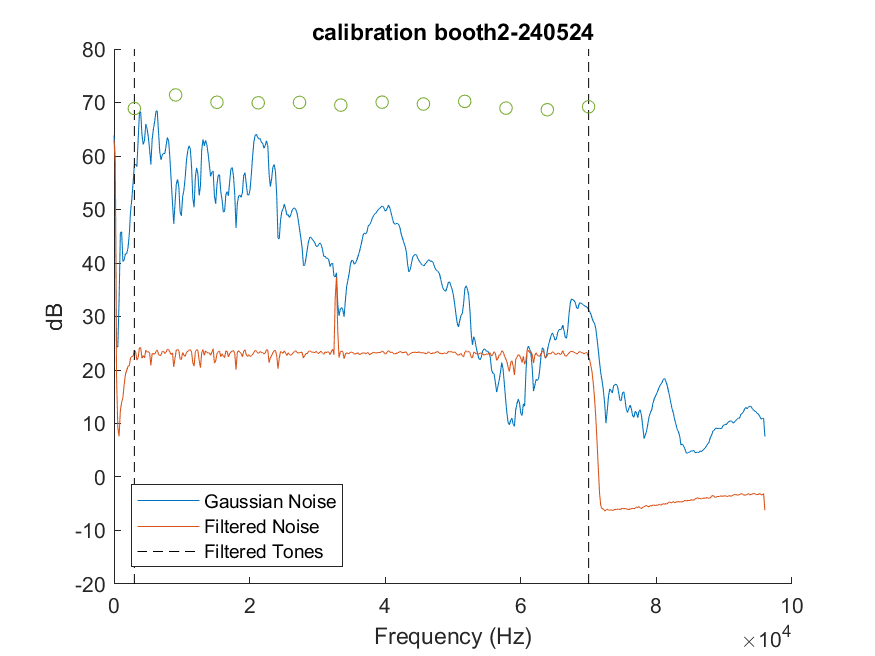 calibration booth2-240524
80
70
60
50
40
30
20
10
0
-10
-20
dB
Gaussian Noise
Filtered Noise
Filtered Tones
0 2 4 6 8 10
Frequency (Hz)
×10^4